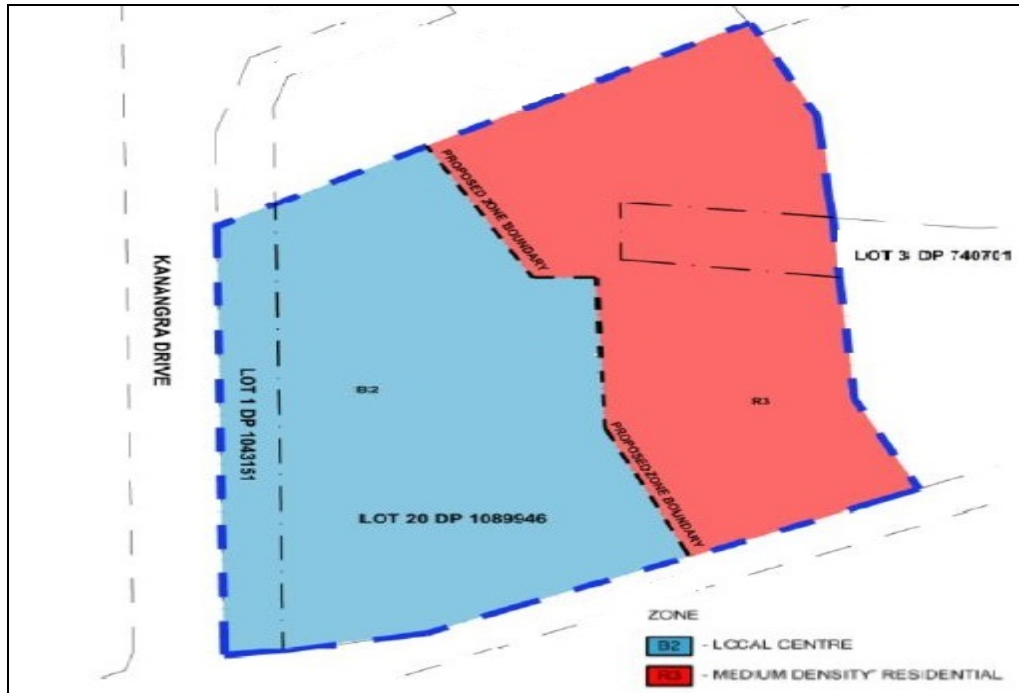 PROPOSED ZONE BOUNDARY
LOT 3 DP 740701
KANANGRA DRIVE
LOT 1 DP 1043151
B2
R3
PROPOSED ZONE BOUNDARY
LOT 20 DP 1089946
ZONE
B2 - LOCAL CENTRE
R3 - MEDIUM DENSITY RESIDENTIAL